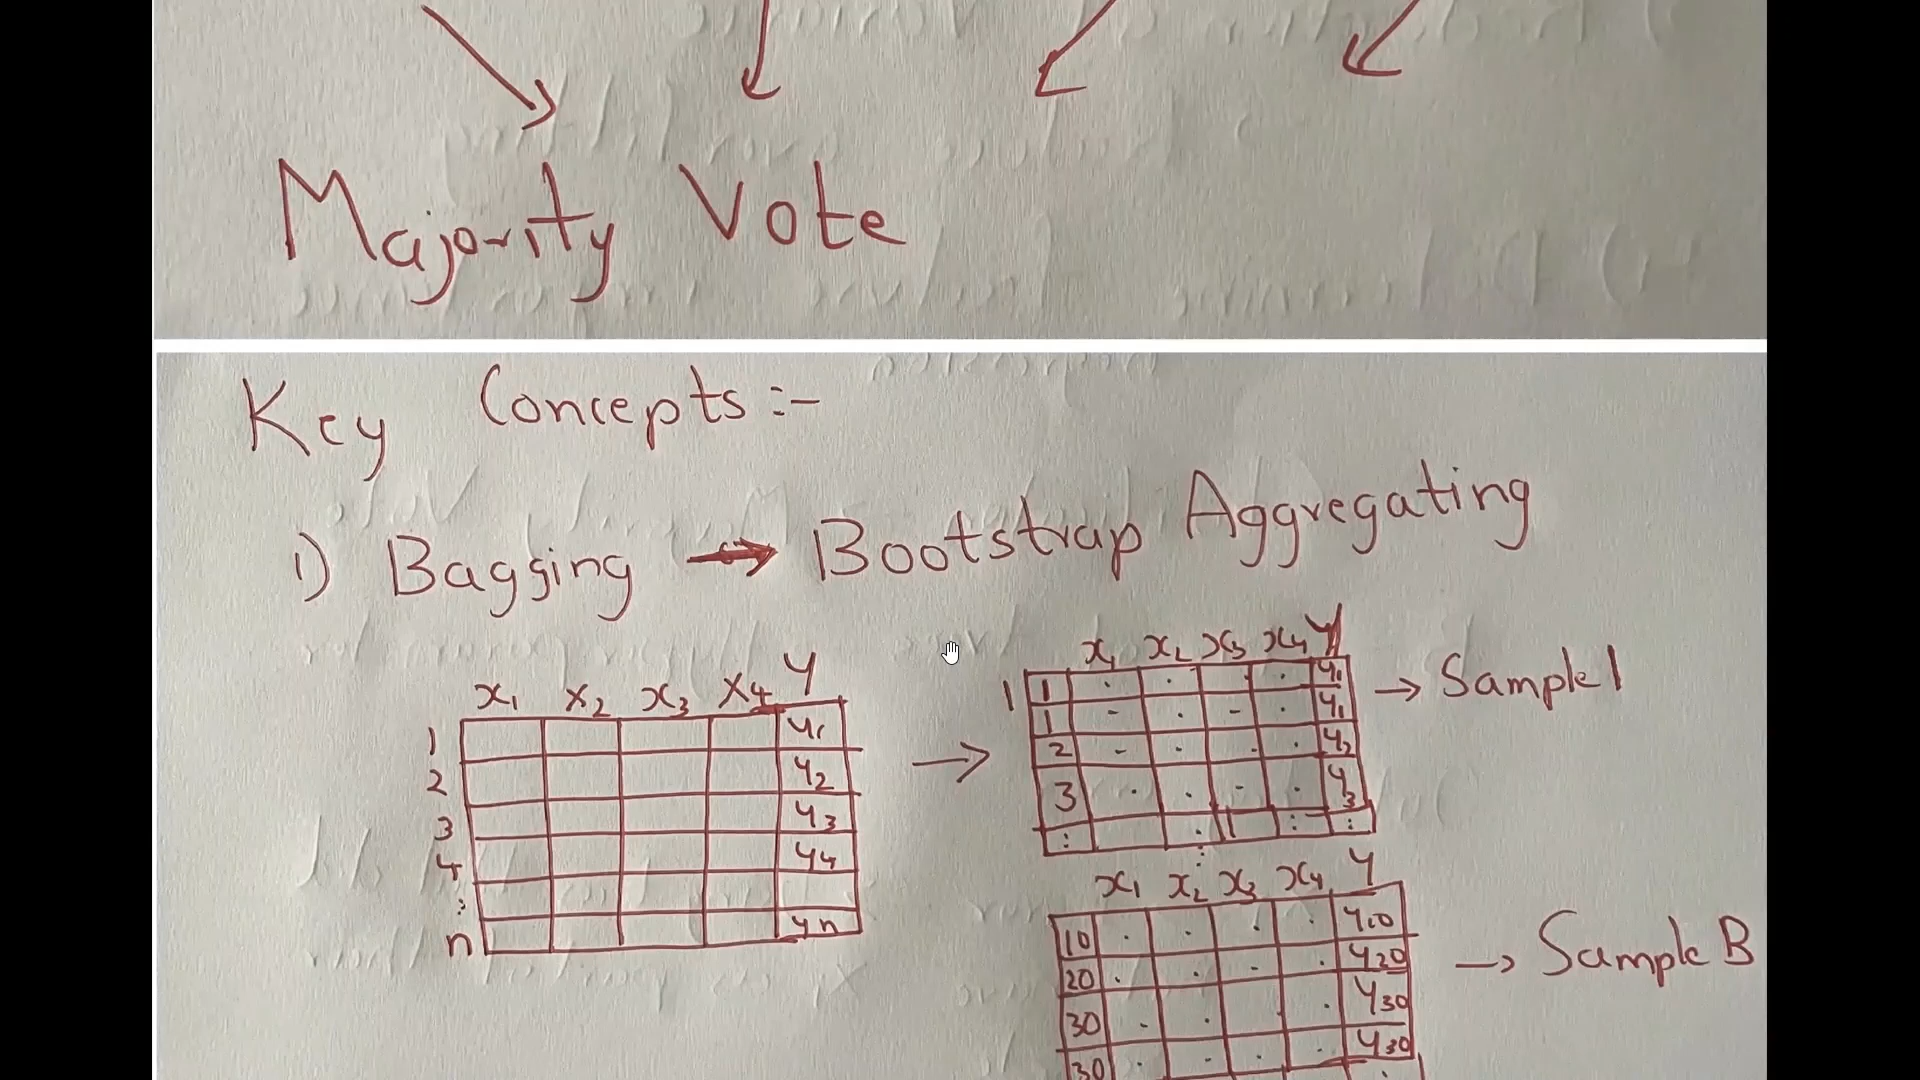 Majority Vote
Key Concepts :-
1) Bagging → Bootstrap Aggregating
x1 x2 x3 x4 y
1 y1
2 y2
3 y3
4 y4
:
n yn
→
x1 x2 x3 x4 y
1 1 . . . . y1
1 - . - . y1
2 - . . . y2
3 . . - . y3
: . : :
→ Sample 1
:
x1 x2 x3 x4 y
10 . . . . y10
20 . . . . y20
30 . . . . y30
30 . . . . y30
→ Sample B